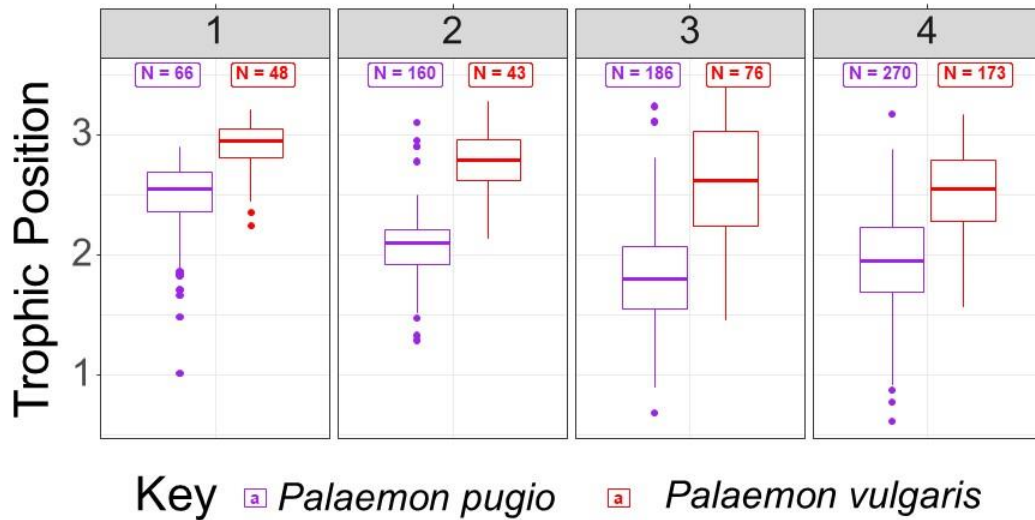 1 2 3 4
N = 66 N = 48 N = 160 N = 43 N = 186 N = 76 N = 270 N = 173
Trophic Position
3
2
1
Key a Palaemon pugio a Palaemon vulgaris